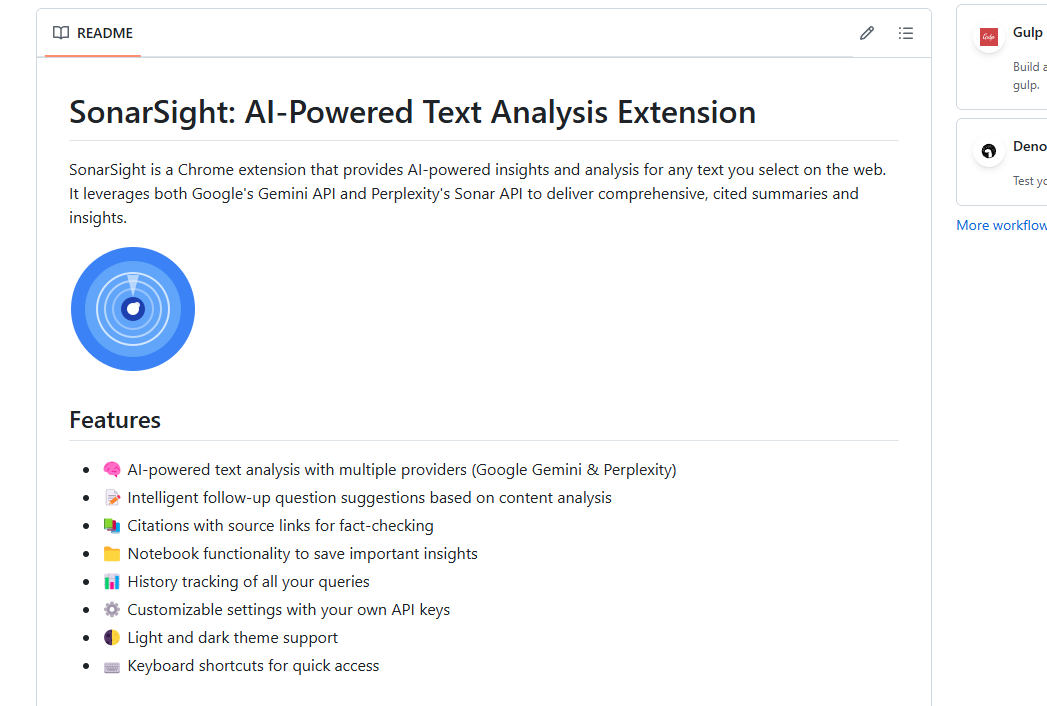 README
SonarSight: AI-Powered Text Analysis Extension
SonarSight is a Chrome extension that provides AI-powered insights and analysis for any text you select on the web.
It leverages both Google's Gemini API and Perplexity's Sonar API to deliver comprehensive, cited summaries and
insights.
Features
AI-powered text analysis with multiple providers (Google Gemini & Perplexity)
Intelligent follow-up question suggestions based on content analysis
Citations with source links for fact-checking
Notebook functionality to save important insights
History tracking of all your queries
Customizable settings with your own API keys
Light and dark theme support
Keyboard shortcuts for quick access
Gulp
Gulp
Build a
gulp.
Deno
Test yo
More workflow